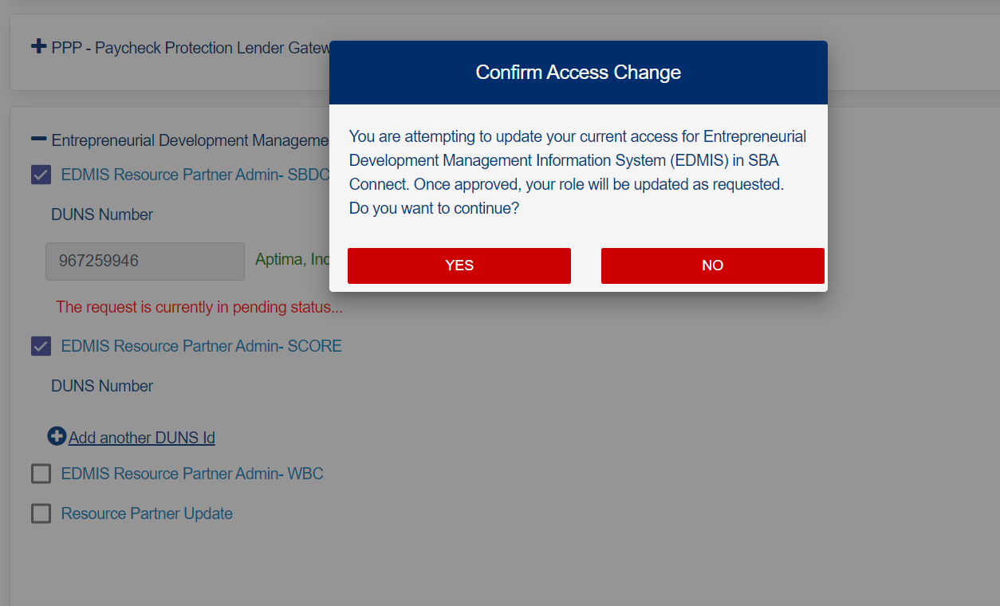 PPP - Paycheck Protection Lender Gatew
Confirm Access Change
You are attempting to update your current access for Entrepreneurial
Development Management Information System (EDMIS) in SBA
Connect. Once approved, your role will be updated as requested.
Do you want to continue?
YES
NO
Entrepreneurial Development Manageme
EDMIS Resource Partner Admin- SBDC
DUNS Number
967259946
Aptima, Inc
The request is currently in pending status...
EDMIS Resource Partner Admin- SCORE
DUNS Number
Add another DUNS Id
EDMIS Resource Partner Admin- WBC
Resource Partner Update